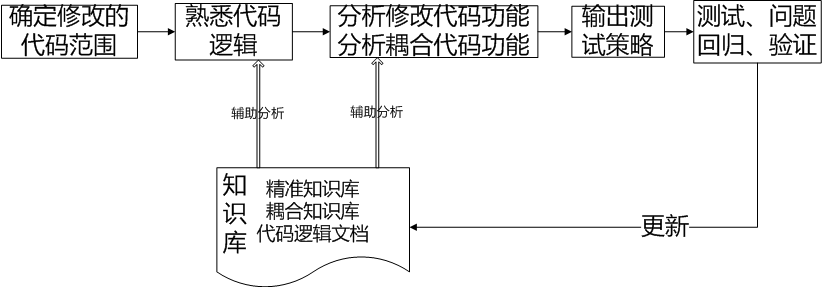 确定修改的
代码范围
熟悉代码
逻辑
分析修改代码功能
分析耦合代码功能
输出测
试策略
测试、问题
回归、验证
辅助分析
辅助分析
知
识
库
精准知识库
耦合知识库
代码逻辑文档
更新